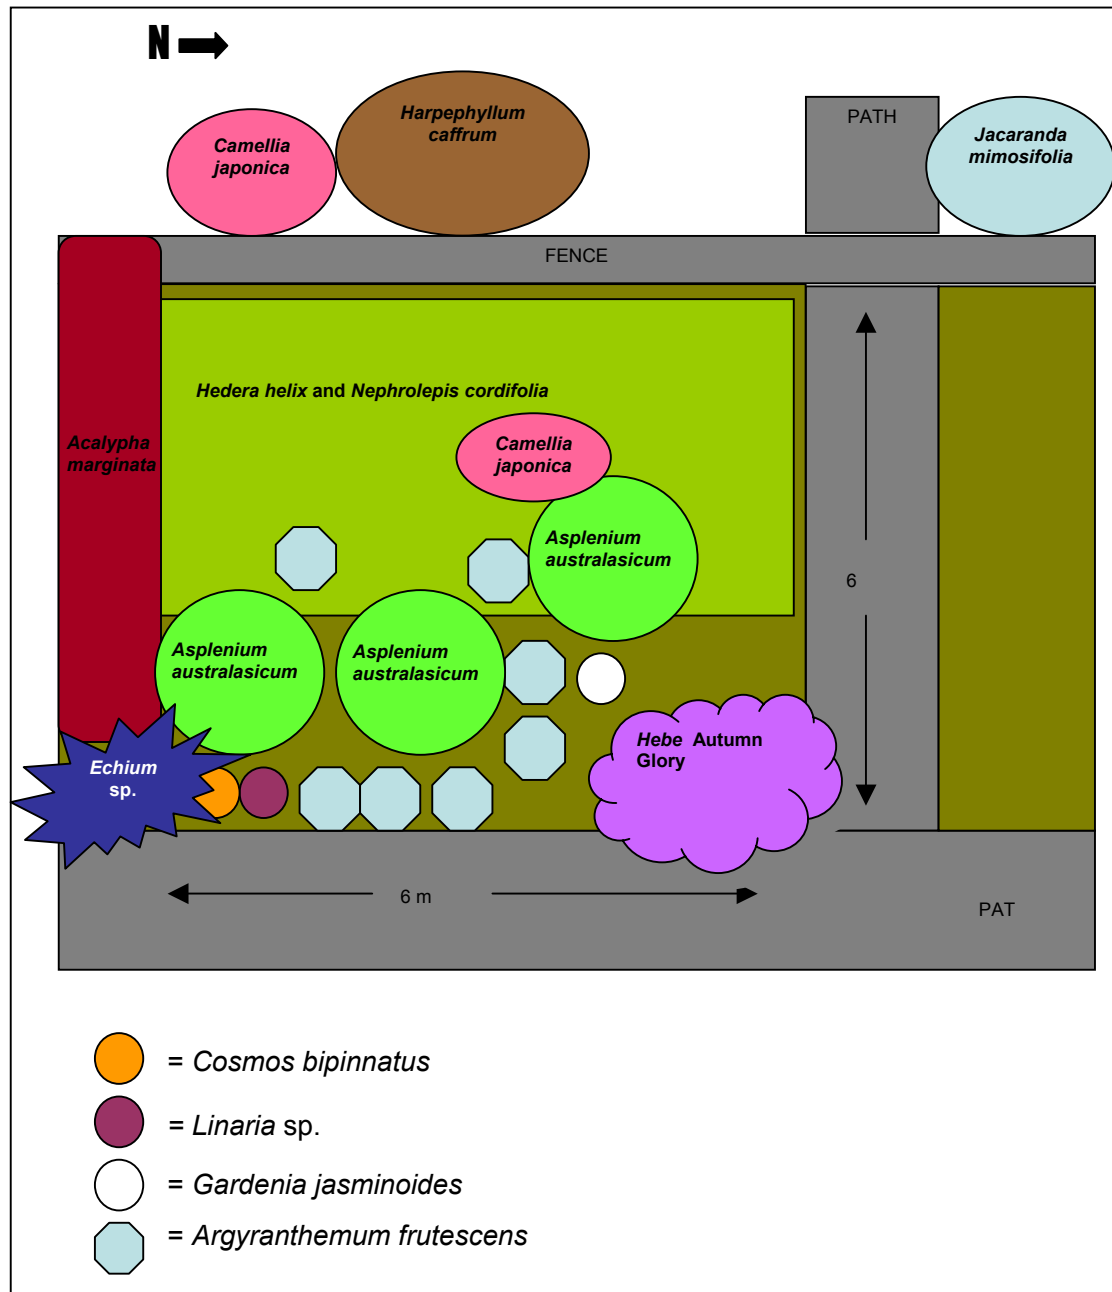 N
Camellia
japonica
Harpephyllum
caffrum
PATH
Jacaranda
mimosifolia
FENCE
Hedera helix and Nephrolepis cordifolia
Acalypha
marginata
Camellia
japonica
Asplenium
australasicum
6
Asplenium
australasicum
Asplenium
australasicum
Hebe Autumn
Glory
Echium
sp.
6 m
PAT
= Cosmos bipinnatus
= Linaria sp.
= Gardenia jasminoides
= Argyranthemum frutescens